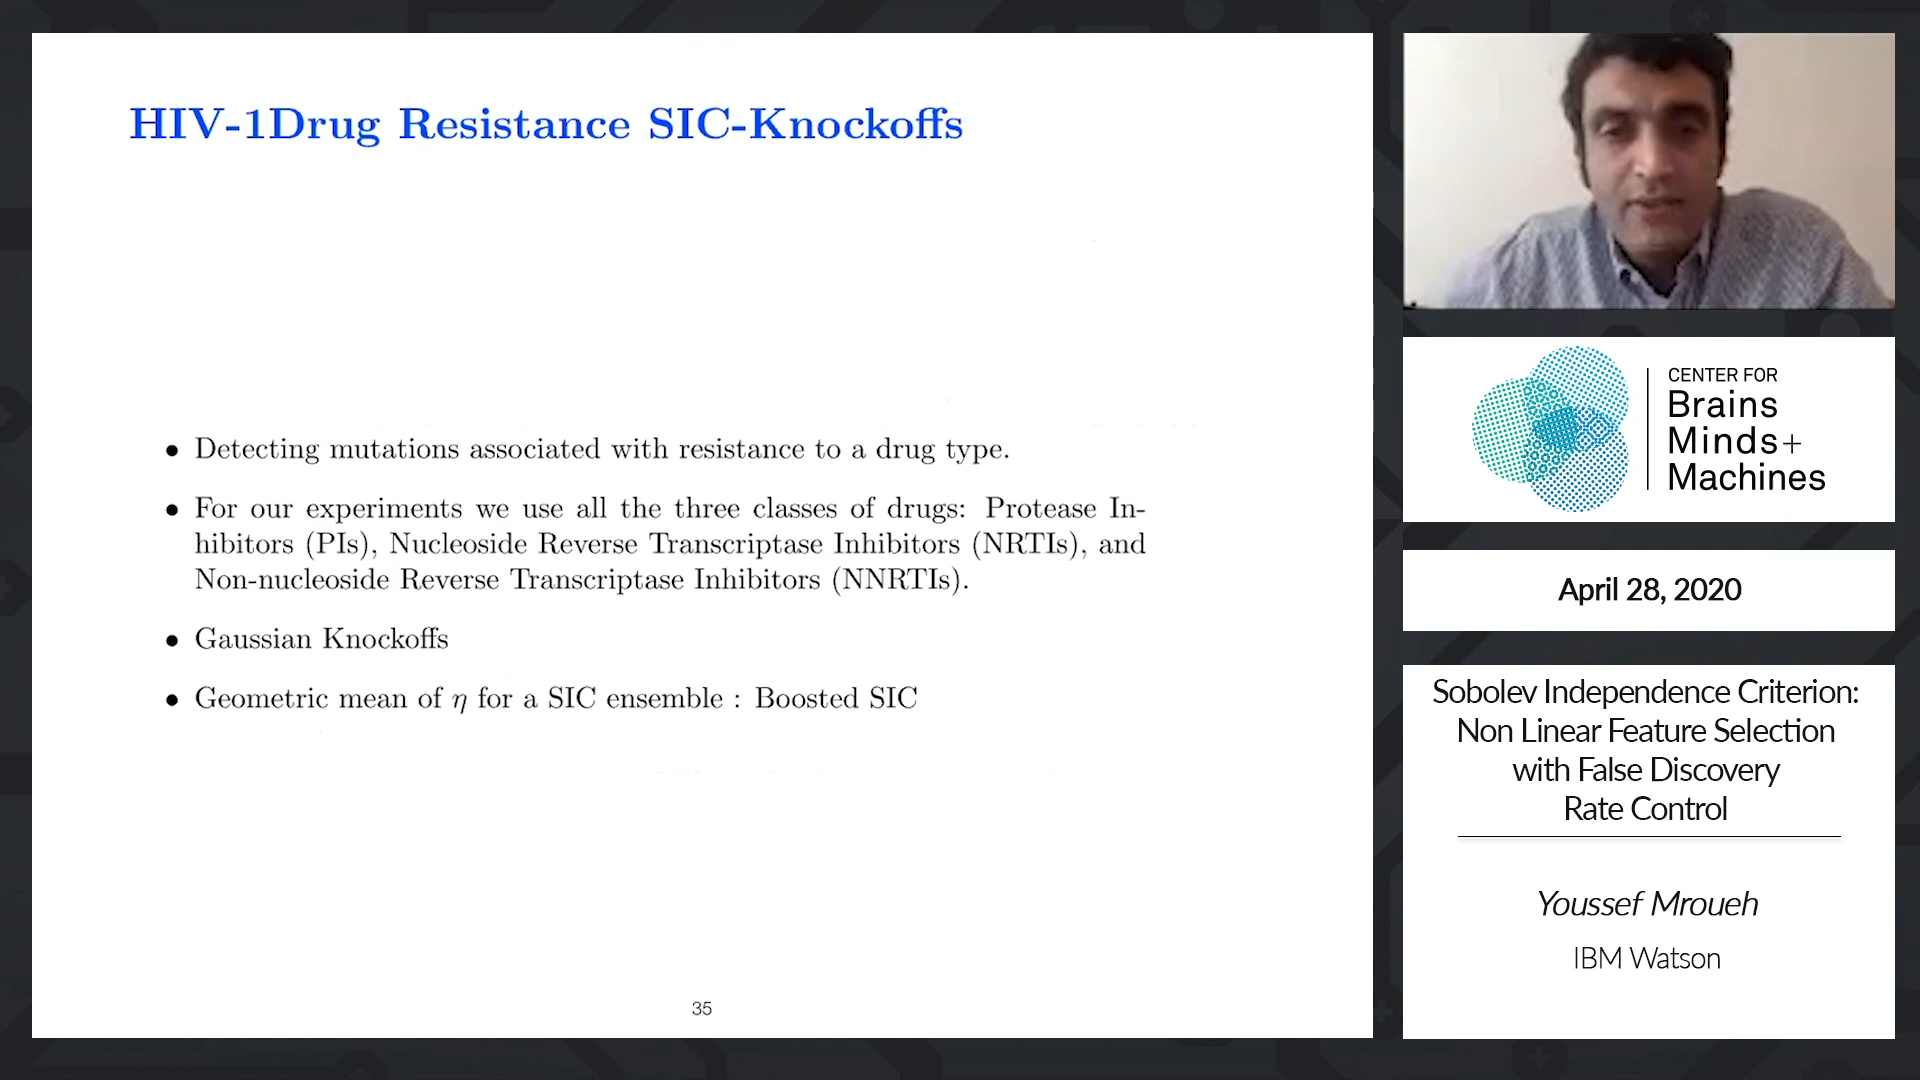 HIV-1Drug Resistance SIC-Knockoffs
• Detecting mutations associated with resistance to a drug type.
• For our experiments we use all the three classes of drugs: Protease In-
hibitors (PIs), Nucleoside Reverse Transcriptase Inhibitors (NRTIs), and
Non-nucleoside Reverse Transcriptase Inhibitors (NNRTIs).
• Gaussian Knockoffs
• Geometric mean of η for a SIC ensemble : Boosted SIC
35
CENTER FOR
Brains
Minds+
Machines
April 28, 2020
Sobolev Independence Criterion:
Non Linear Feature Selection
with False Discovery
Rate Control
Youssef Mroueh
IBM Watson